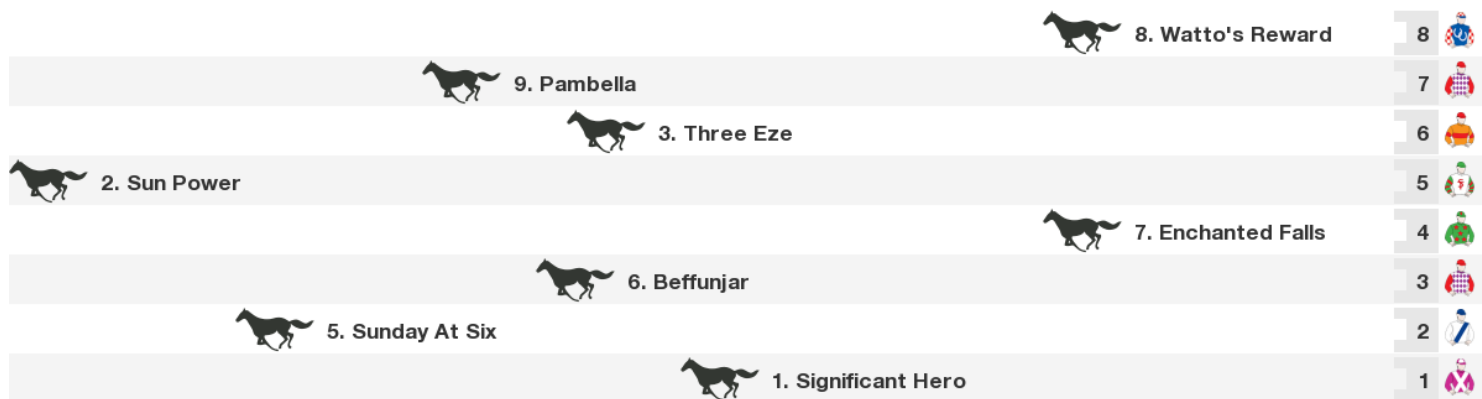 8. Watto's Reward 8
9. Pambella 7
3. Three Eze 6
2. Sun Power 5
7. Enchanted Falls 4
6. Beffunjar 3
5. Sunday At Six 2
1. Significant Hero 1